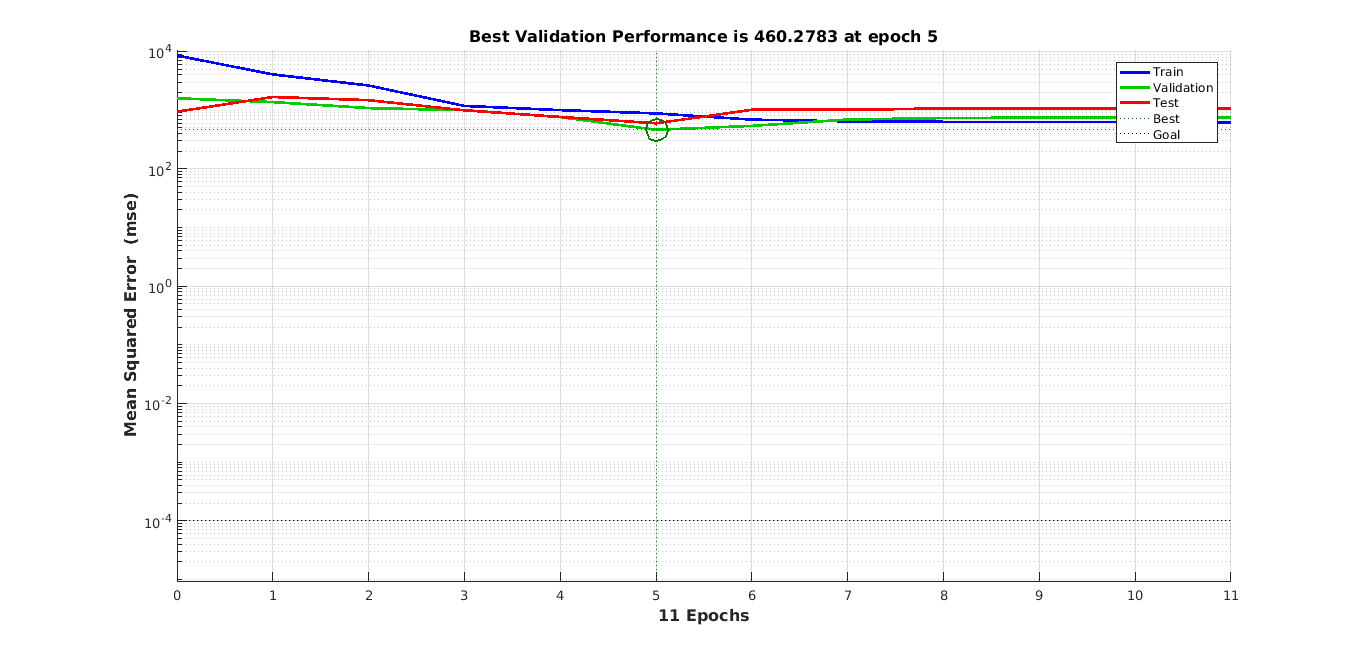 Best Validation Performance is 460.2783 at epoch 5
Mean Squared Error (mse)
10^4
10^2
10^0
10^-2
10^-4
Train
Validation
Test
Best
Goal
0 1 2 3 4 5 6 7 8 9 10 11
11 Epochs